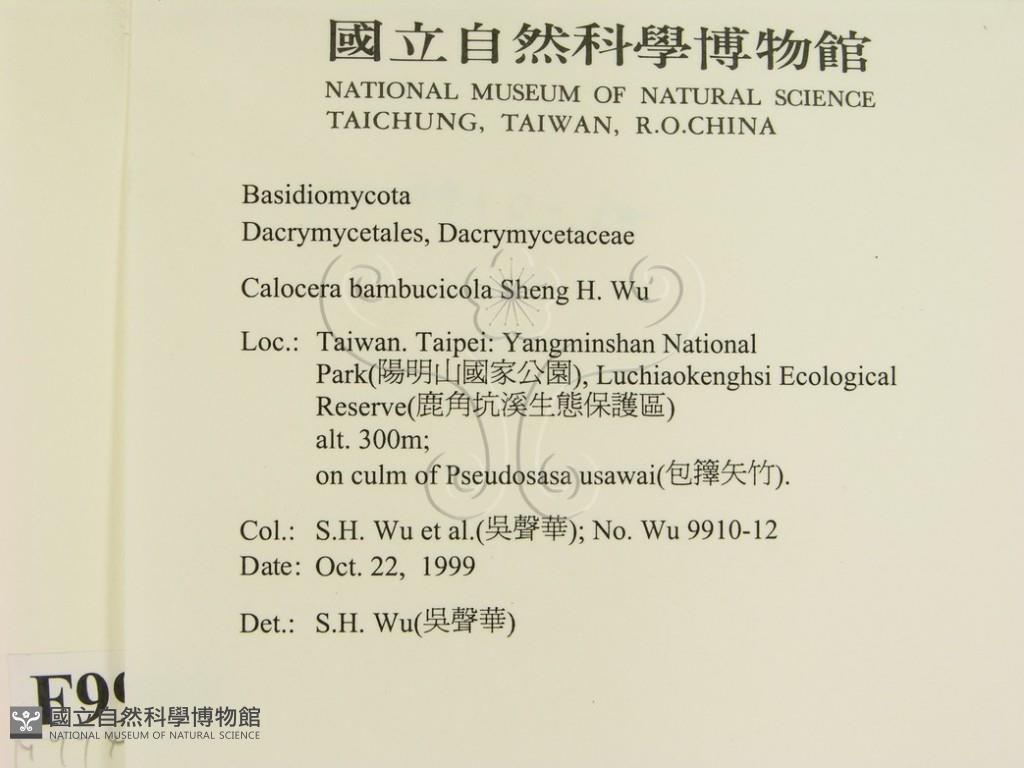 國立自然科學博物館
NATIONAL MUSEUM OF NATURAL SCIENCE
TAICHUNG, TAIWAN, R.O.CHINA
Basidiomycota
Dacrymycetales, Dacrymycetaceae
Calocera bambucicola Sheng H. Wu
Loc.: Taiwan. Taipei: Yangminshan National
Park(陽明山國家公園), Luchiaokenghsi Ecological
Reserve(鹿角坑溪生態保護區)
alt. 300m;
on culm of Pseudosasa usawai(包籜矢竹).
Col.: S.H. Wu et al.(吳聲華); No. Wu 9910-12
Date: Oct. 22, 1999
Det.: S.H. Wu(吳聲華)
國立自然科學博物館
NATIONAL MUSEUM OF NATURAL SCIENCE